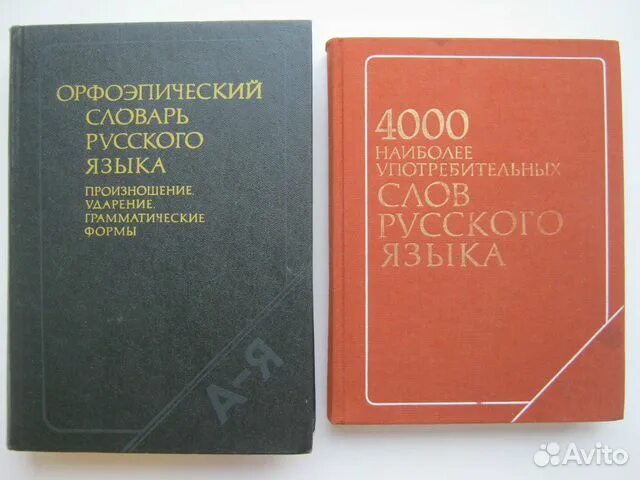 ОРФОЭПИЧЕСКИЙ
СЛОВАРЬ
РУССКОГО
ЯЗЫКА
ПРОИЗНОШЕНИЕ.
УДАРЕНИЕ.
ГРАММАТИЧЕСКИЕ
ФОРМЫ
А-Я
4000
НАИБОЛЕЕ
УПОТРЕБИТЕЛЬНЫХ
СЛОВ
РУССКОГО
ЯЗЫКА
Avito